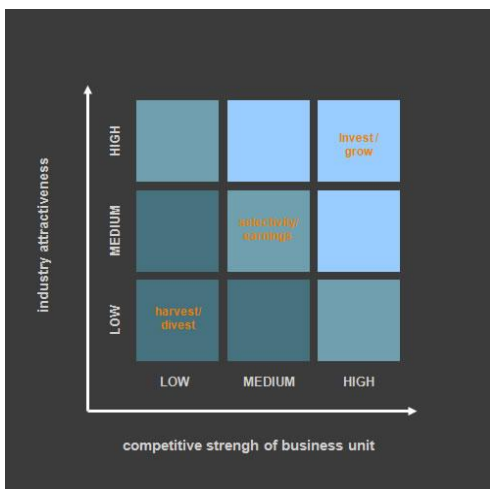 industry attractiveness
HIGH
Invest/
grow
MEDIUM
selectivity/
earnings
LOW
harvest/
divest
LOW
MEDIUM
HIGH
competitive strengh of business unit